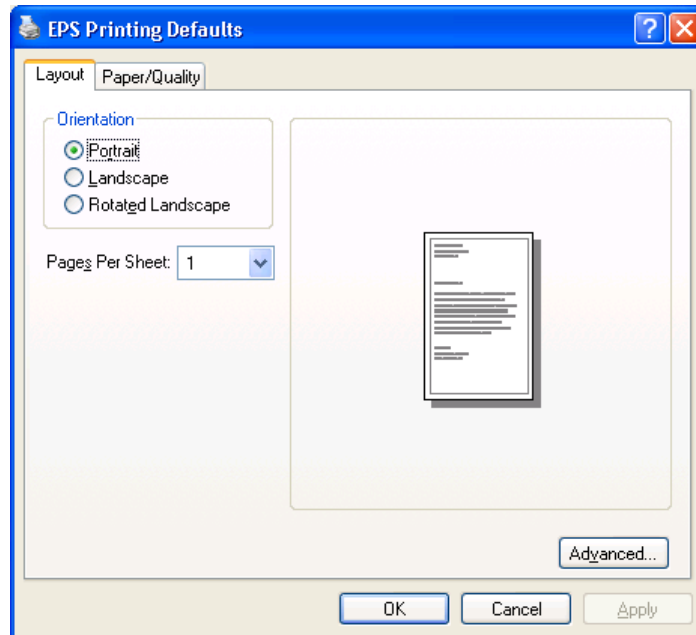 EPS Printing Defaults
Layout Paper/Quality
Orientation
Portrait
Landscape
Rotated Landscape
Pages Per Sheet: 1
Advanced...
OK Cancel Apply